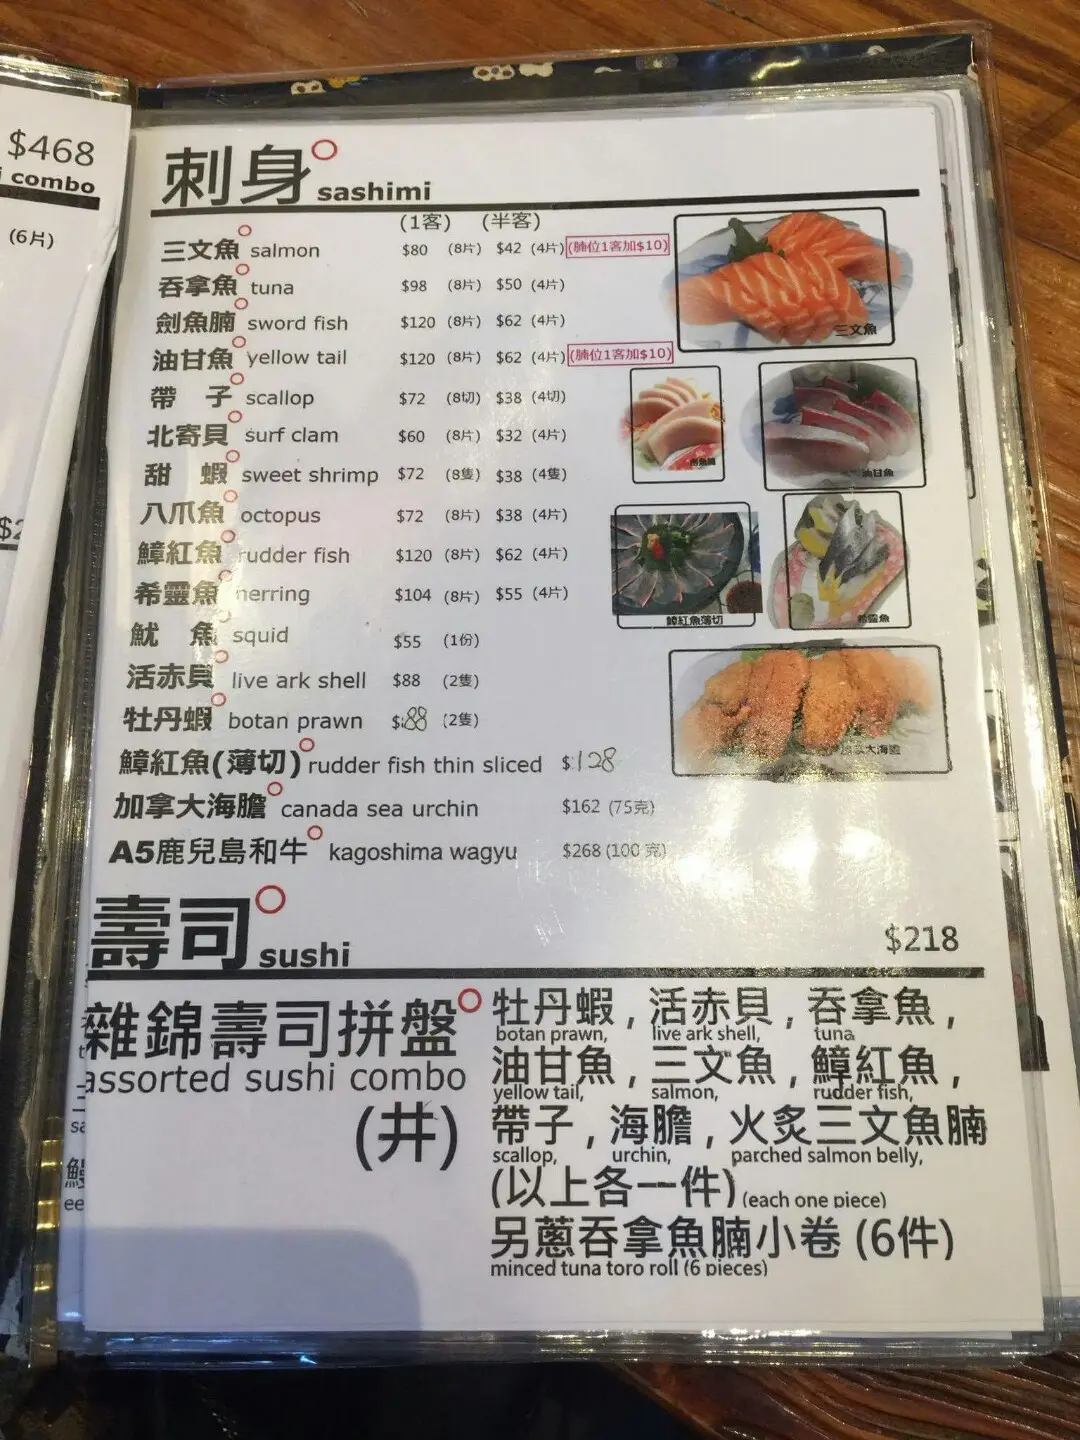 $468
i combo
(6片)
刺身 sashimi
(1客) (半客)
三文魚 salmon $80 (8片) $42 (4片) (腩位1客加$10)
吞拿魚 tuna $98 (8片) $50 (4片)
劍魚腩 sword fish $120 (8片) $62 (4片)
油甘魚 yellow tail $120 (8片) $62 (4片) (腩位1客加$10)
帶子 scallop $72 (8切) $38 (4切)
北寄貝 surf clam $60 (8片) $32 (4片)
甜蝦 sweet shrimp $72 (8隻) $38 (4隻)
八爪魚 octopus $72 (8片) $38 (4片)
鱆紅魚 rudder fish $120 (8片) $62 (4片)
希靈魚 herring $104 (8片) $55 (4片)
魷魚 squid $55 (1份)
活赤貝 live ark shell $88 (2隻)
牡丹蝦 botan prawn $88 (2隻)
鱆紅魚(薄切) rudder fish thin sliced $128
加拿大海膽 canada sea urchin $162 (75克)
A5鹿兒島和牛 kagoshima wagyu $268 (100 克)
三文魚
油甘魚
鱆紅魚薄切
希靈魚
加拿大海膽
壽司 sushi $218
雜錦壽司拼盤
assorted sushi combo
(井)
牡丹蝦 , 活赤貝 , 吞拿魚 ,
botan prawn, live ark shell, tuna
油甘魚 , 三文魚 , 鱆紅魚 ,
yellow tail, salmon, rudder fish,
帶子 , 海膽 , 火炙三文魚腩
scallop, urchin, parched salmon belly,
(以上各一件) (each one piece)
另蔥吞拿魚腩小卷 (6件)
minced tuna toro roll (6 pieces)